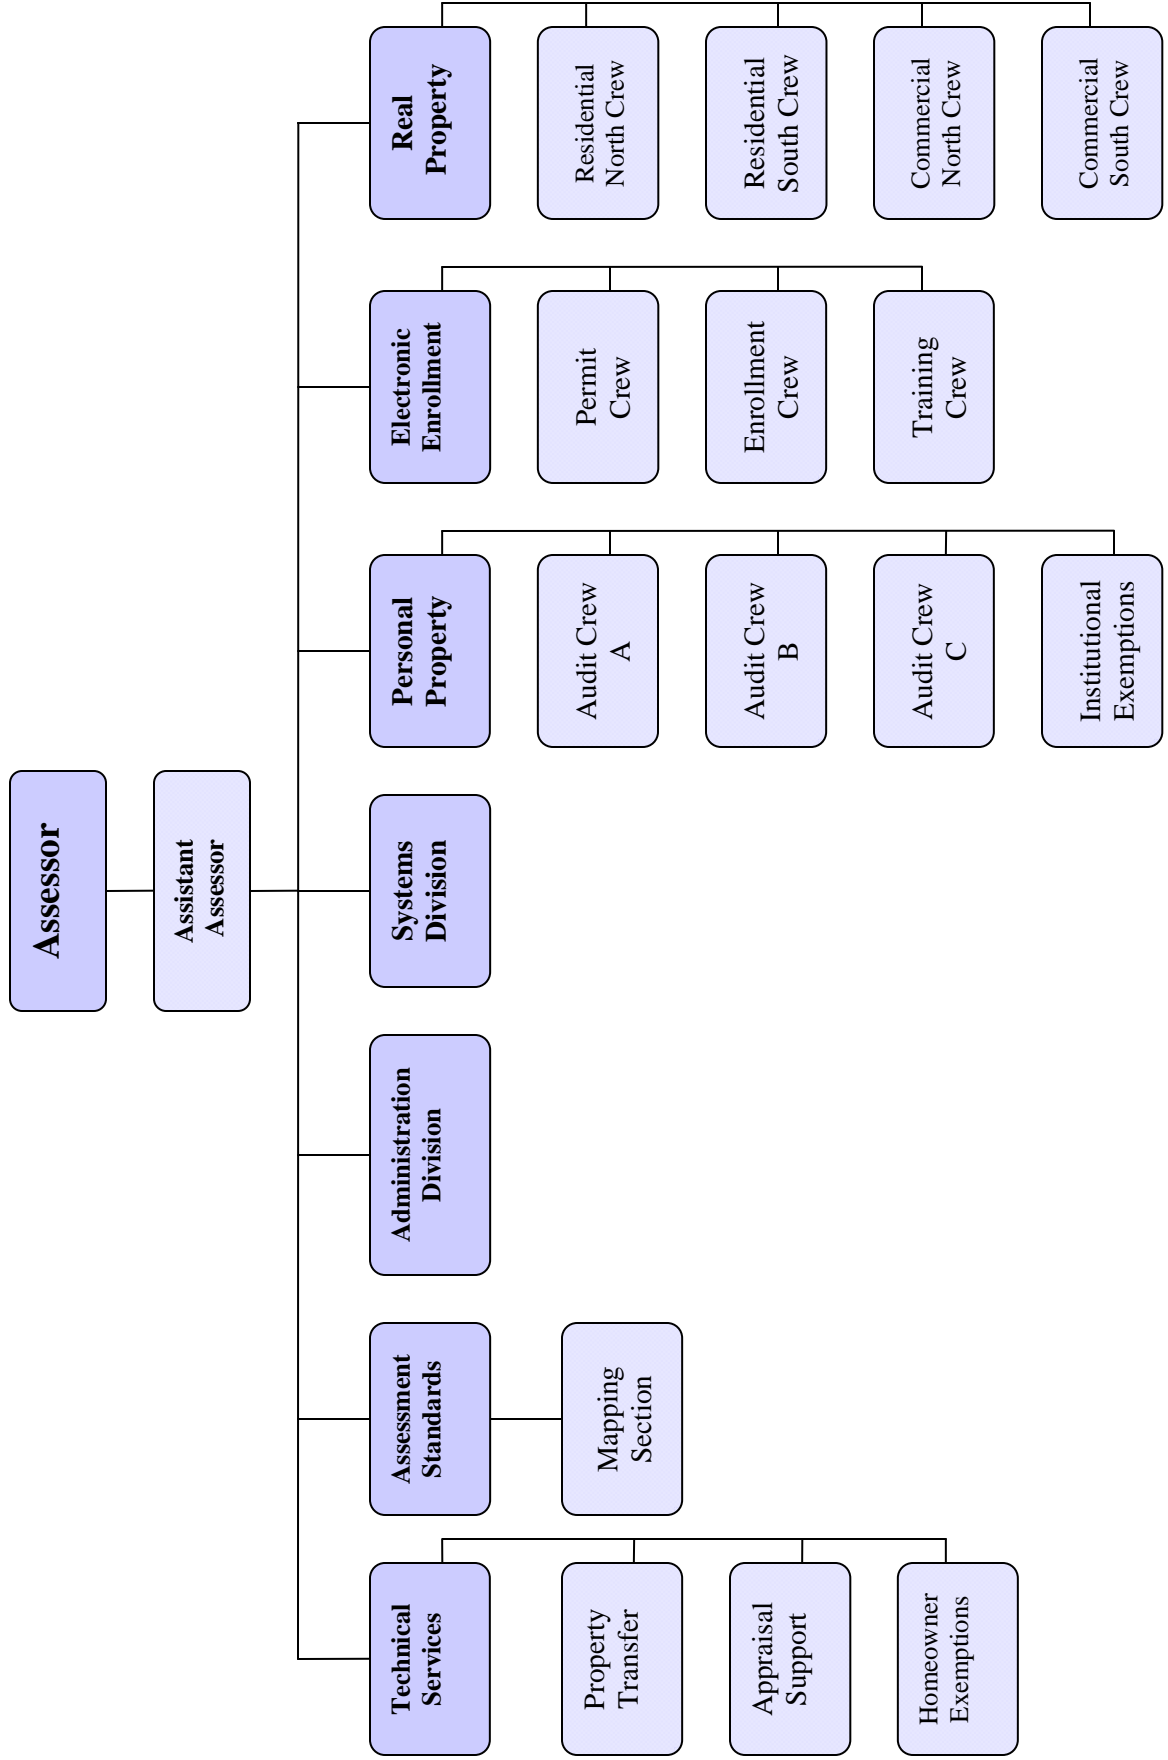 Assessor
Assistant
Assessor
Technical
Services
Property
Transfer
Appraisal
Support
Homeowner
Exemptions
Assessment
Standards
Mapping
Section
Administration
Division
Systems
Division
Personal
Property
Audit Crew
A
Audit Crew
B
Audit Crew
C
Institutional
Exemptions
Electronic
Enrollment
Permit
Crew
Enrollment
Crew
Training
Crew
Real
Property
Residential
North Crew
Residential
South Crew
Commercial
North Crew
Commercial
South Crew